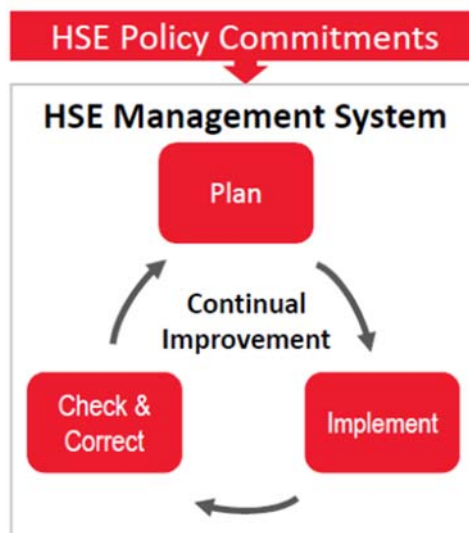 HSE Policy Commitments
HSE Management System
Plan
Continual
Improvement
Check &
Correct
Implement